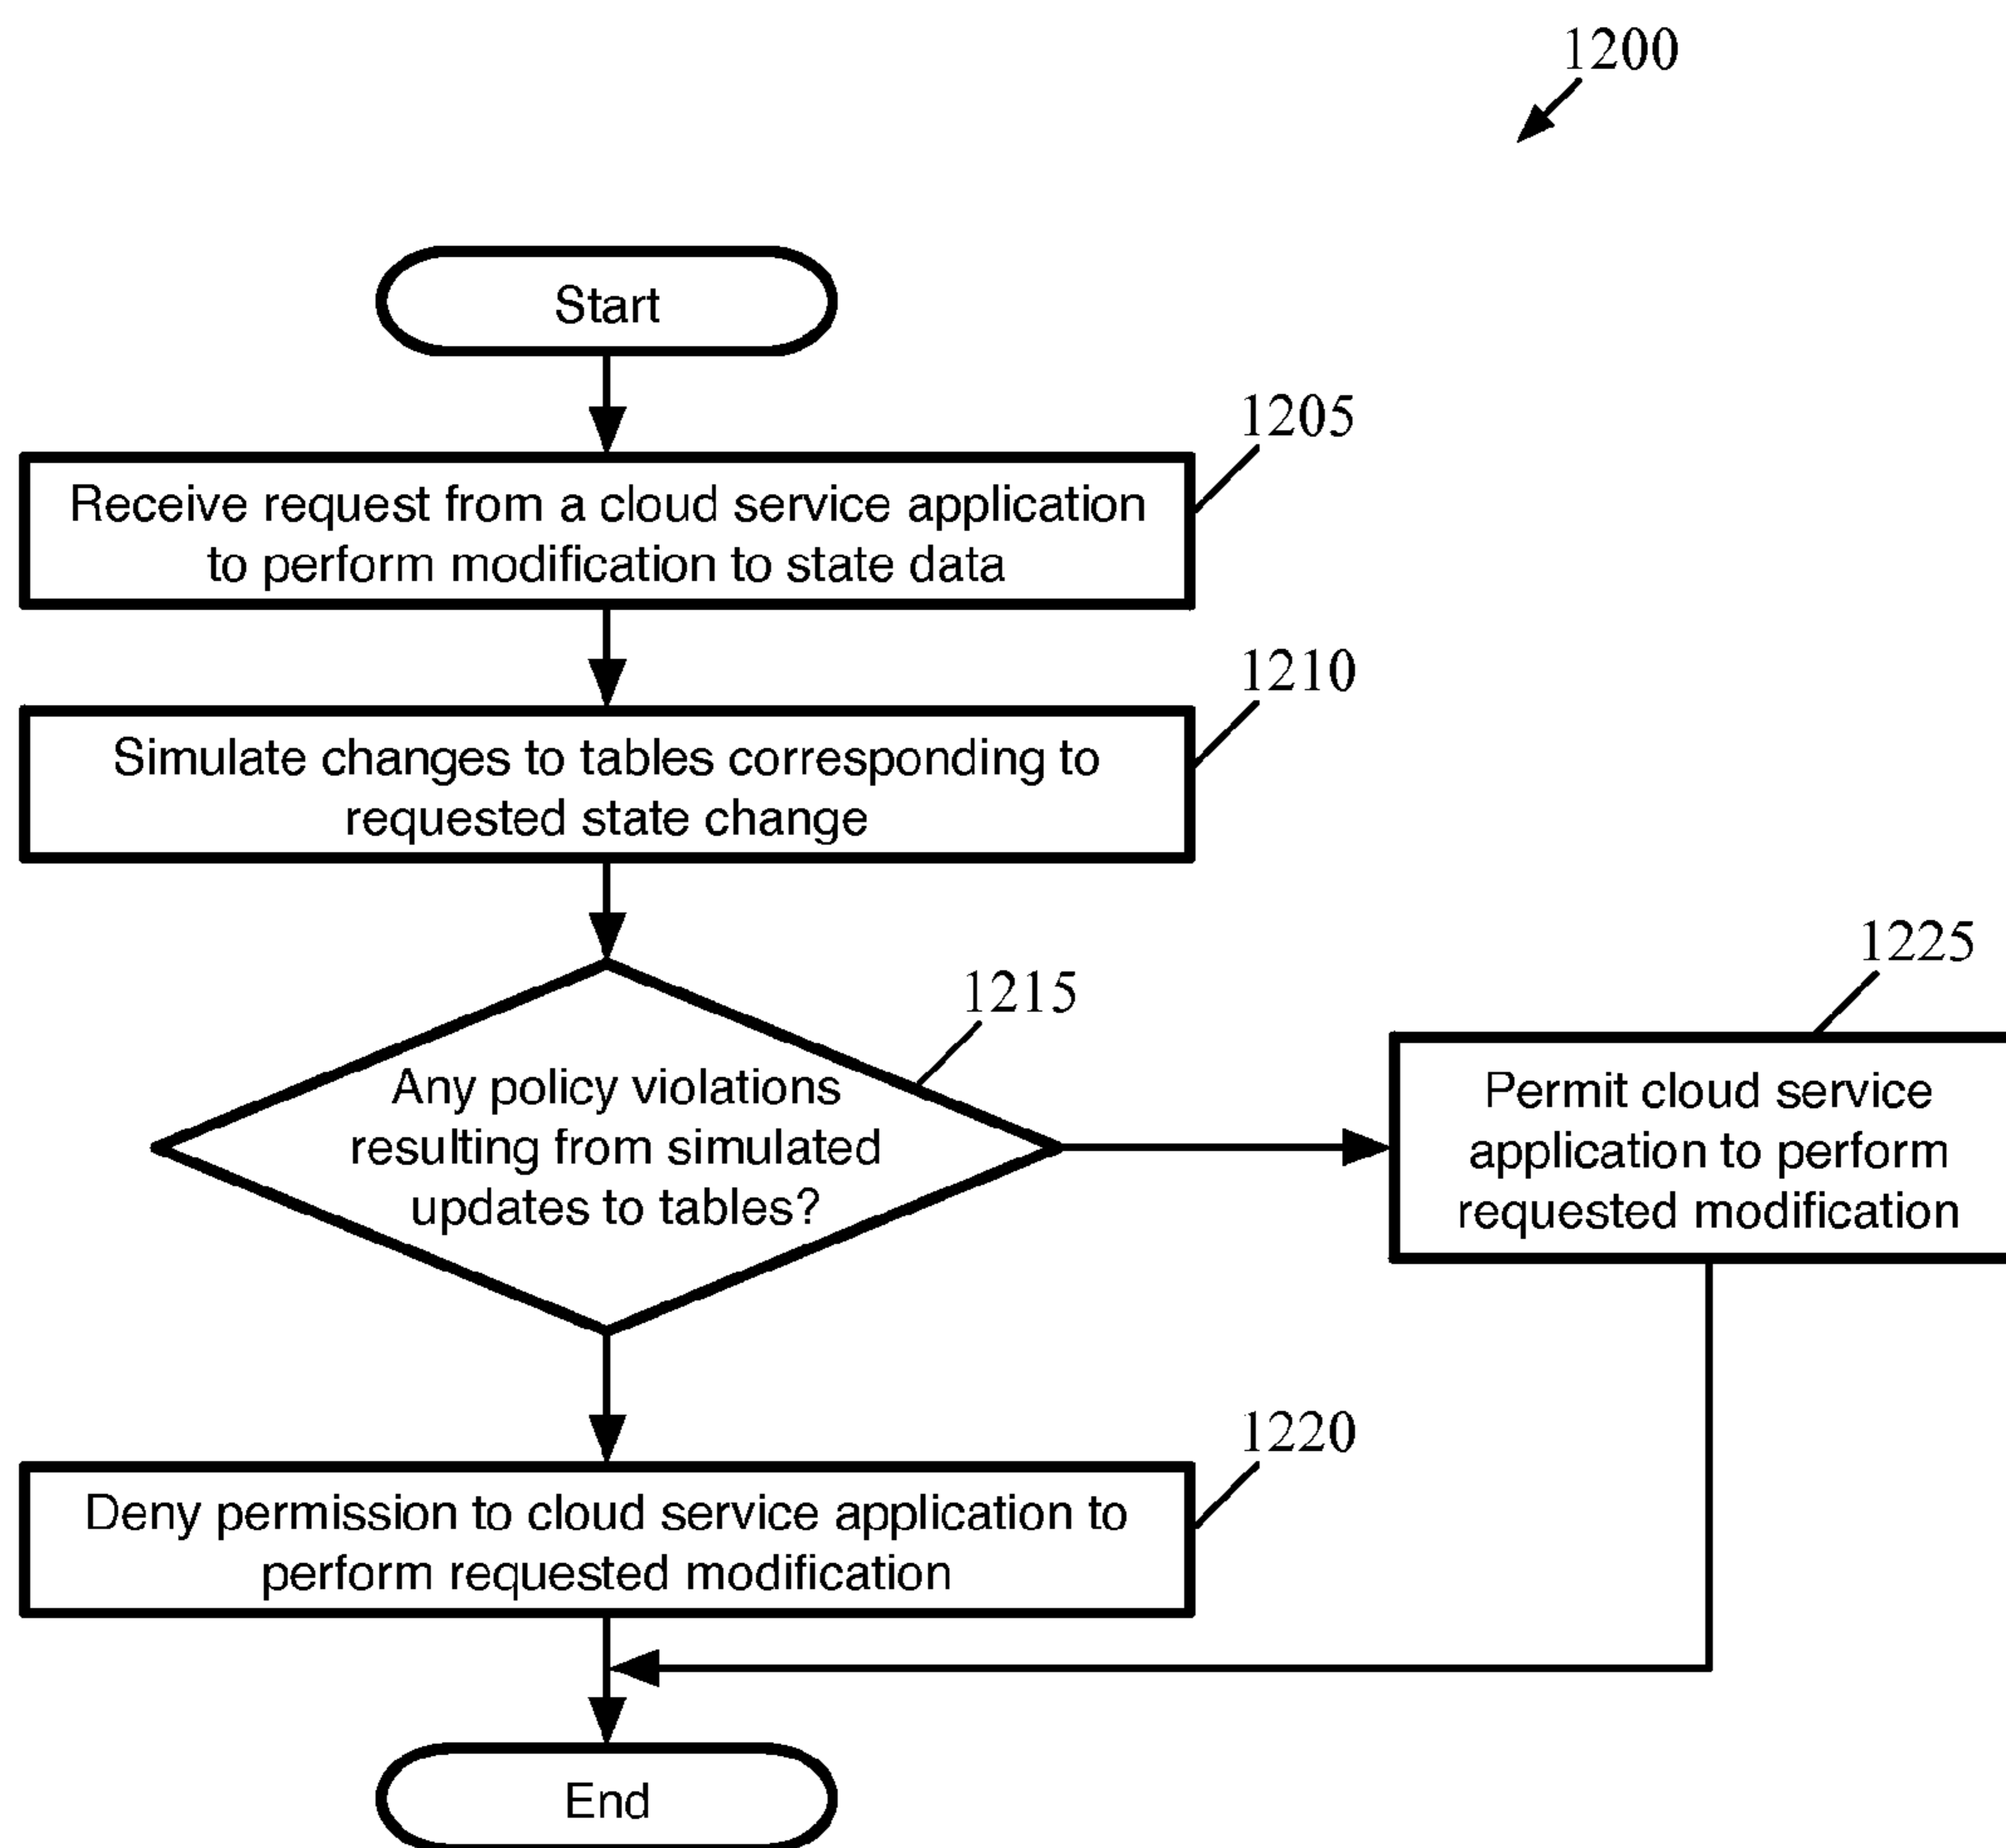 1200
Start
1205
Receive request from a cloud service application
to perform modification to state data
1210
Simulate changes to tables corresponding to
requested state change
1215
Any policy violations
resulting from simulated
updates to tables?
1225
Permit cloud service
application to perform
requested modification
1220
Deny permission to cloud service application to
perform requested modification
End